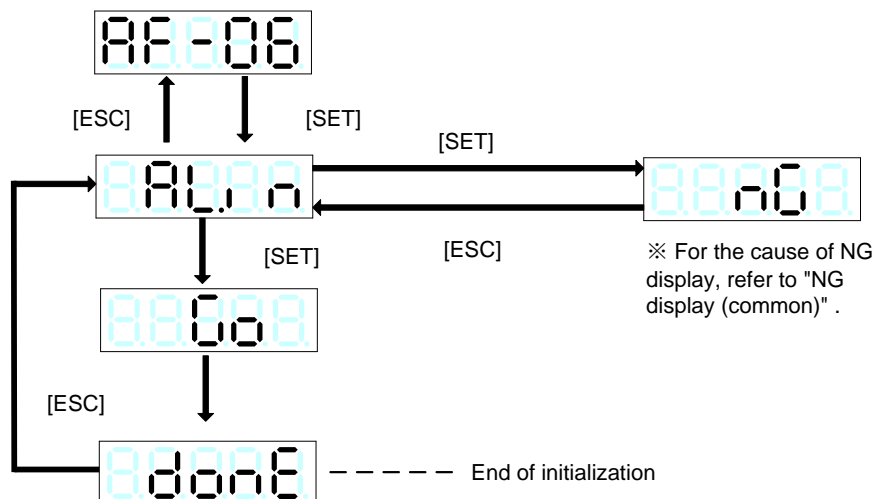 AF-06
[ESC]
[SET]
[SET]
AL.in
nG
[SET]
[ESC]
※ For the cause of NG
display, refer to "NG
display (common)" .
Go
[ESC]
donE
End of initialization